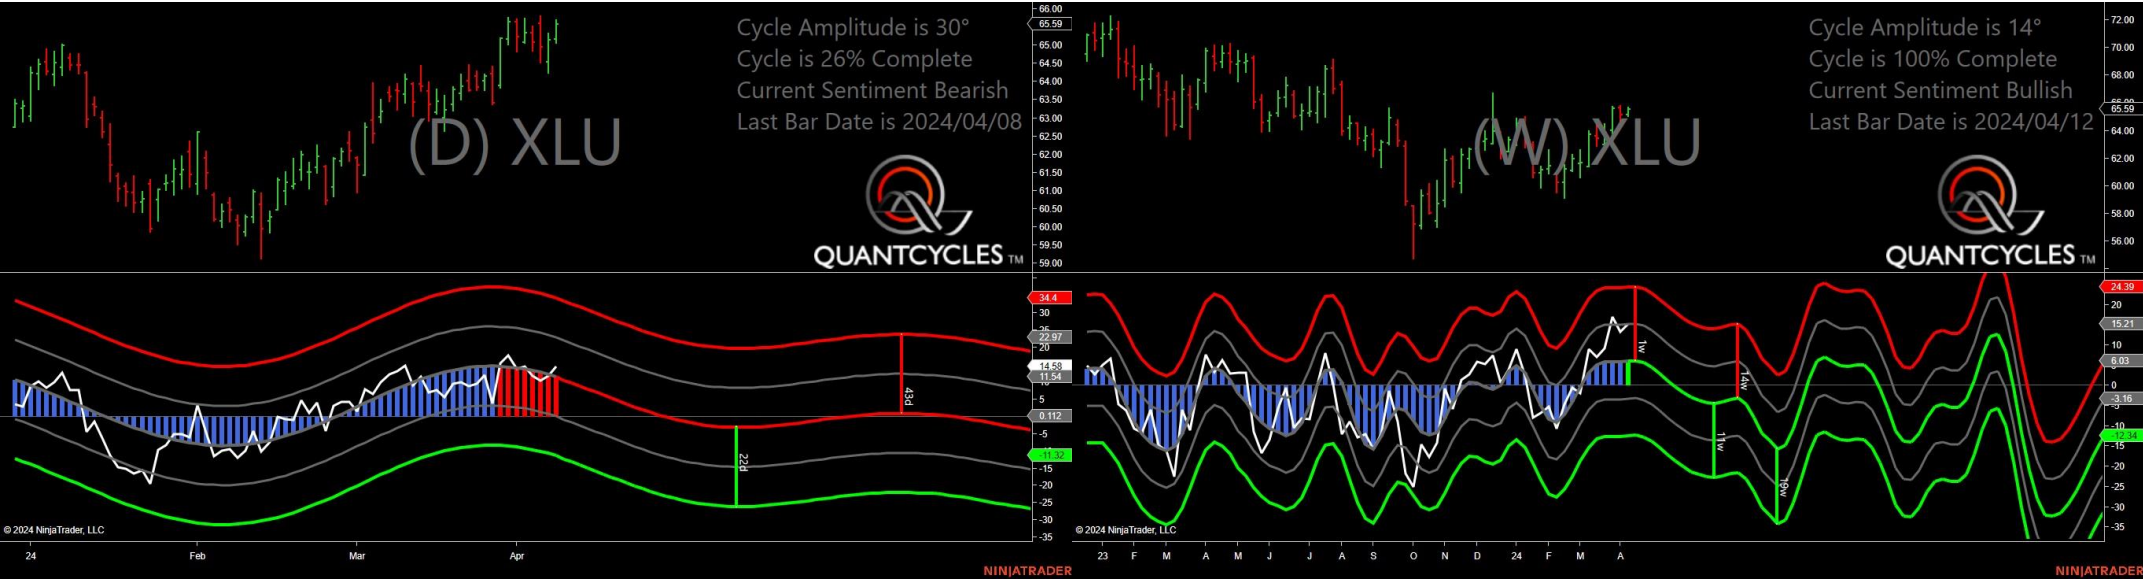 Cycle Amplitude is 30°
Cycle is 26% Complete
Current Sentiment Bearish
Last Bar Date is 2024/04/08
(D) XLU
QUANTCYCLES TM
66.00
65.59
65.00
64.50
64.00
63.50
63.00
62.50
62.00
61.50
61.00
60.50
60.00
59.50
59.00
34.4
30
22.97
20
14.58
11.54
5
0.112
-5
-11.32
-15
-20
-25
-30
-35
43d
22d
© 2024 NinjaTrader, LLC
24 Feb Mar Apr
NINJATRADER
Cycle Amplitude is 14°
Cycle is 100% Complete
Current Sentiment Bullish
Last Bar Date is 2024/04/12
(W) XLU
QUANTCYCLES TM
72.00
70.00
68.00
65.59
64.00
62.00
60.00
58.00
56.00
24.39
20
15.21
10
6.03
0
-3.16
-10
-12.34
-15
-20
-25
-30
-35
1w
14w
11w
19w
© 2024 NinjaTrader, LLC
23 F M A M J J A S O N D 24 F M A
NINJATRADER